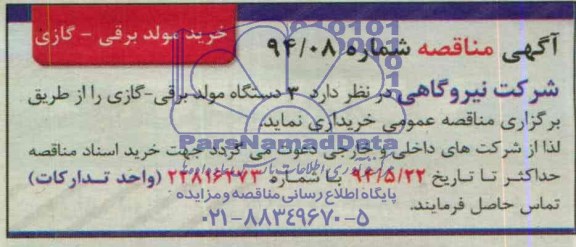 خرید مولد برقی - گازی
آگهی مناقصه شماره ۹۴/۰۸
شرکت نیروگاهی در نظر دارد ۳ دستگاه مولد برقی-گازی را از طریق
برگزاری مناقصه عمومی خریداری نماید.
لذا از شرکت های داخلی و خارجی دعوت می گردد جهت خرید اسناد مناقصه
حداکثر تا تاریخ ۹۴/۵/۲۲ با شماره (واحد تدارکات)
تماس حاصل فرمایند.
ParsNamadData
پایگاه اطلاع رسانی مناقصه و مزایده
۰۲۱-۸۸۳۴۹۶۷۰-۵